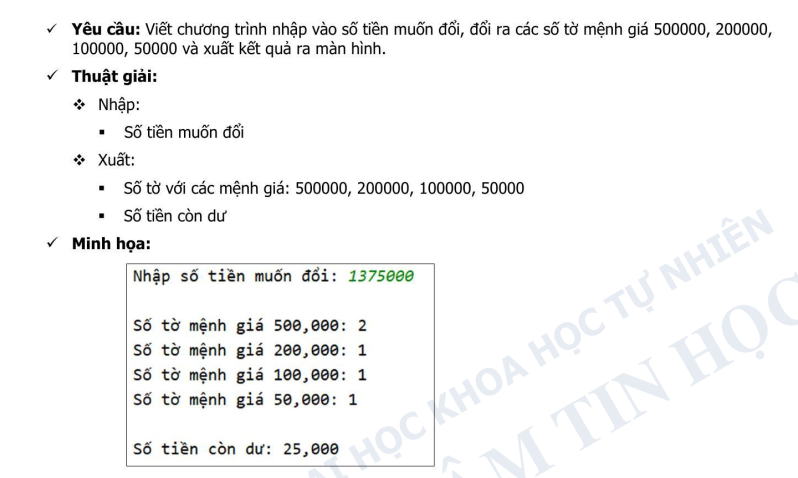 ✓ Yêu cầu: Viết chương trình nhập vào số tiền muốn đổi, đổi ra các số tờ mệnh giá 500000, 200000,
100000, 50000 và xuất kết quả ra màn hình.
✓ Thuật giải:
❖ Nhập:
▪ Số tiền muốn đổi
❖ Xuất:
▪ Số tờ với các mệnh giá: 500000, 200000, 100000, 50000
▪ Số tiền còn dư
✓ Minh họa:
Nhập số tiền muốn đổi: 1375000
Số tờ mệnh giá 500,000: 2
Số tờ mệnh giá 200,000: 1
Số tờ mệnh giá 100,000: 1
Số tờ mệnh giá 50,000: 1
Số tiền còn dư: 25,000
HỌC KHOA HỌC TỰ NHIÊN
TIN HỌC